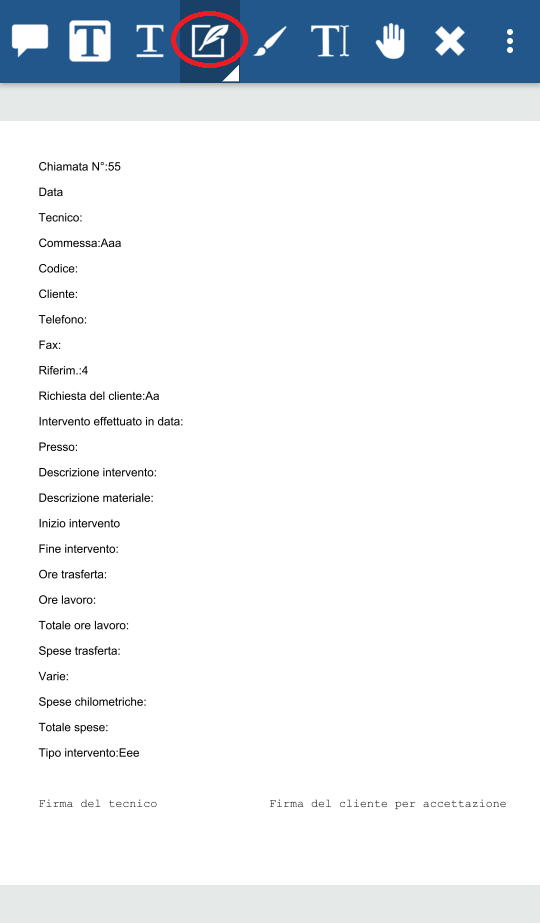 Chiamata N°:55
Data
Tecnico:
Commessa:Aaa
Codice:
Cliente:
Telefono:
Fax:
Riferim.:4
Richiesta del cliente:Aa
Intervento effettuato in data:
Presso:
Descrizione intervento:
Descrizione materiale:
Inizio intervento
Fine intervento:
Ore trasferta:
Ore lavoro:
Totale ore lavoro:
Spese trasferta:
Varie:
Spese chilometriche:
Totale spese:
Tipo intervento:Eee
Firma del tecnico Firma del cliente per accettazione